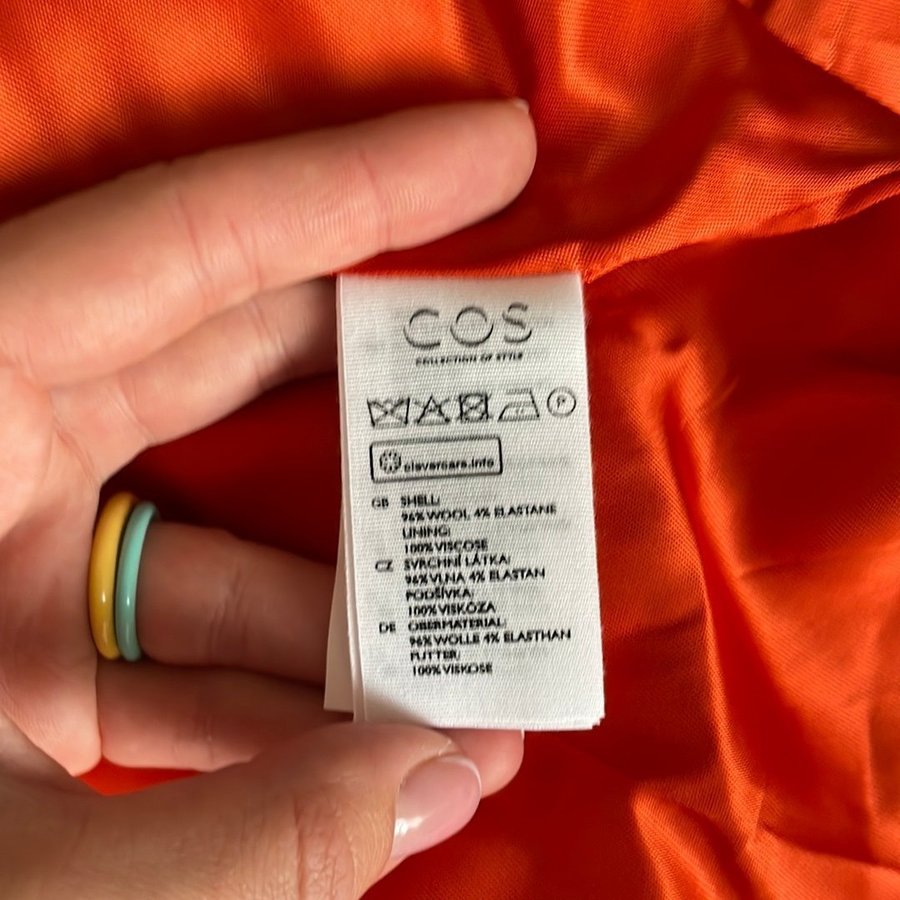 COS
COLLECTION OF STYLE
P
clevercare.info
GB SHELL:
96% WOOL, 4% ELASTANE
LINING:
100% VISCOSE
CZ SVRCHNÍ LÁTKA:
96% VLNA 4% ELASTAN
PODŠÍVKA:
100% VISKÓZA
DE OBERMATERIAL:
96% WOLLE 4% ELASTHAN
FUTTER:
100% VISKOSE